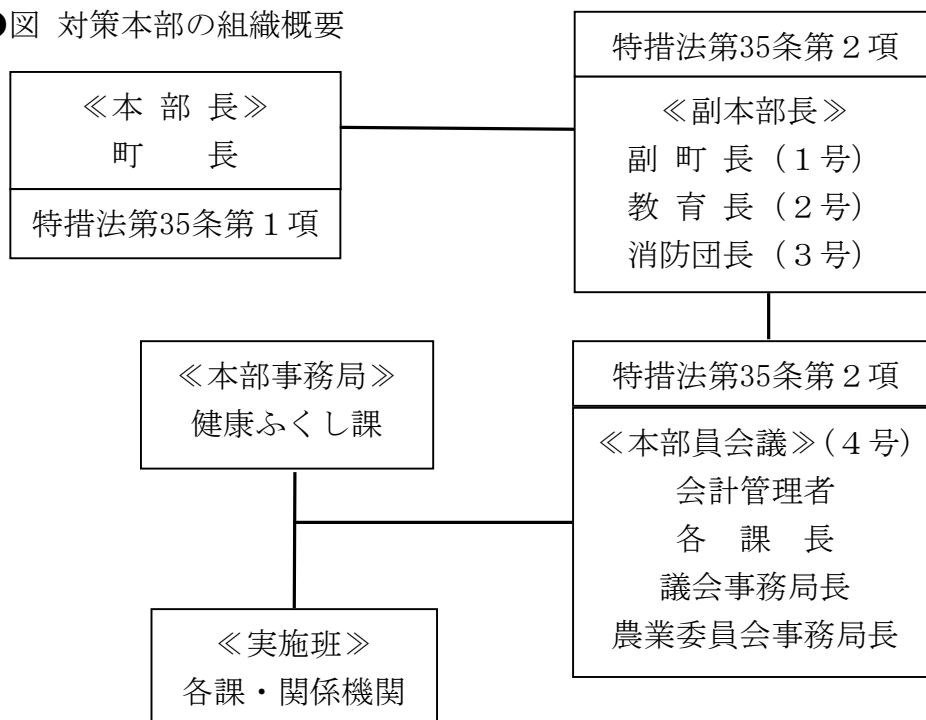 ●図 対策本部の組織概要
≪本 部 長≫
町　　長
特措法第35条第１項
特措法第35条第２項
≪副本部長≫
副 町 長（１号）
教 育 長（２号）
消防団長（３号）
≪本部事務局≫
健康ふくし課
特措法第35条第２項
≪本部員会議≫（４号）
会計管理者
各　課　長
議会事務局長
農業委員会事務局長
≪実施班≫
各課・関係機関